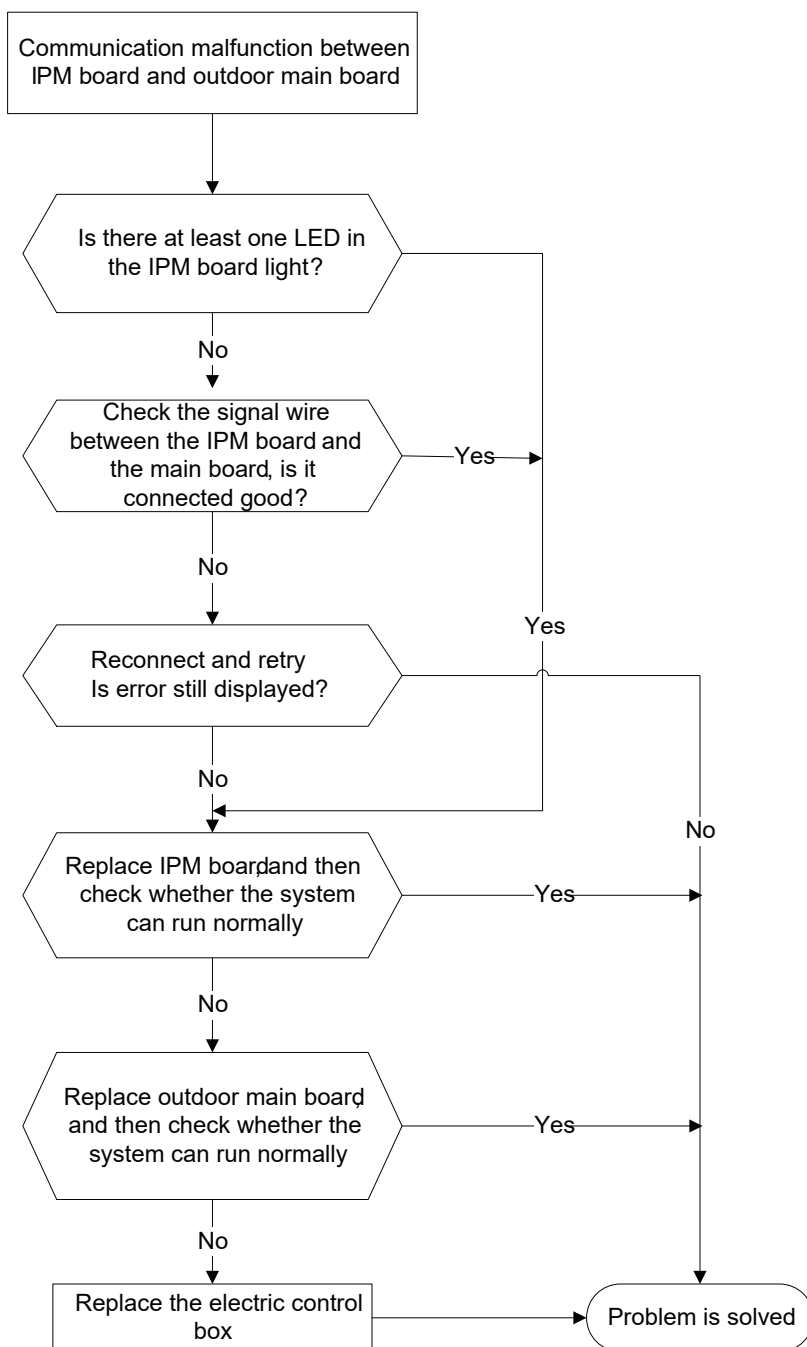 Communication malfunction between
IPM board and outdoor main board
Is there at least one LED in
the IPM board light?
No
Check the signal wire
between the IPM board and
the main board, is it
connected good?
Yes
No
Yes
Reconnect and retry
Is error still displayed?
No
No
Replace IPM board,and then
check whether the system
can run normally
Yes
No
Replace outdoor main board,
and then check whether the
system can run normally
Yes
No
Replace the electric control
box
Problem is solved